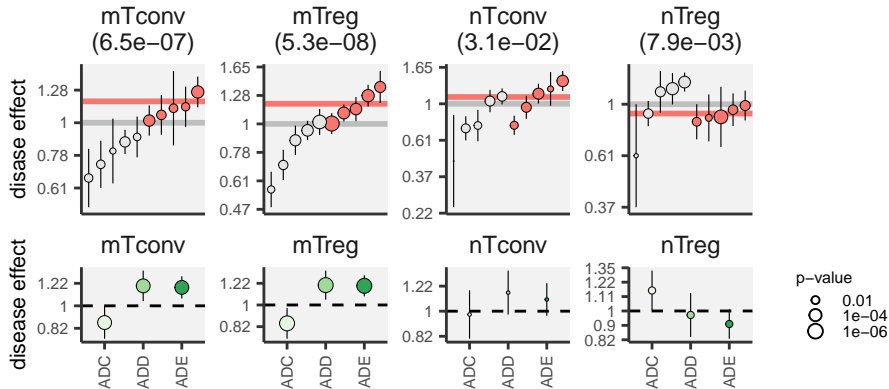 mTconv
(6.5e−07)
mTreg
(5.3e−08)
nTconv
(3.1e−02)
nTreg
(7.9e−03)
disase effect
1.28
1
0.78
0.61
1.65
1.28
1
0.78
0.61
0.47
1.65
1
0.61
0.37
0.22
1
0.61
0.37
mTconv
mTreg
nTconv
nTreg
disease effect
1.22
1
0.82
1.22
1
0.82
1.22
1
0.82
1.35
1.22
1.11
1
0.9
0.82
ADC
ADD
ADE
ADC
ADD
ADE
ADC
ADD
ADE
ADC
ADD
ADE
p−value
0.01
1e−04
1e−06